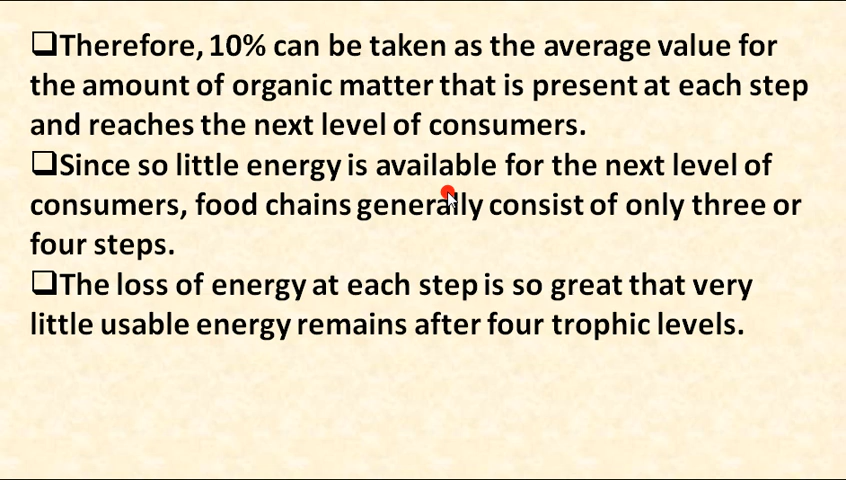 ❑Therefore, 10% can be taken as the average value for
the amount of organic matter that is present at each step
and reaches the next level of consumers.
❑Since so little energy is available for the next level of
consumers, food chains generally consist of only three or
four steps.
❑The loss of energy at each step is so great that very
little usable energy remains after four trophic levels.